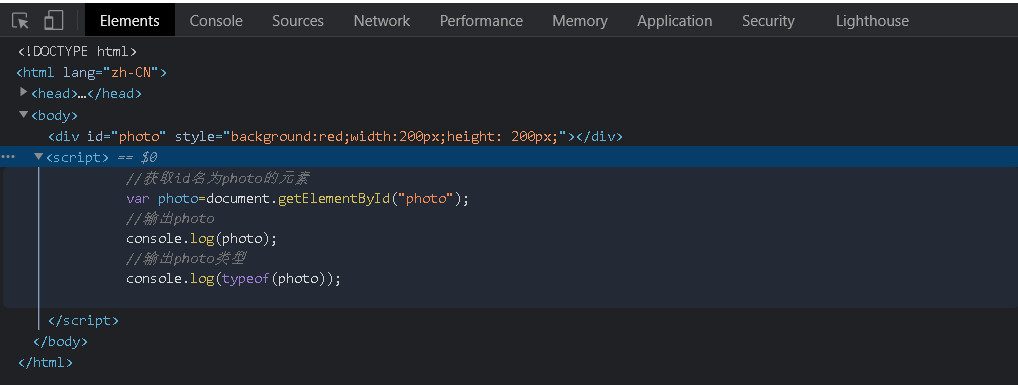 Elements Console Sources Network Performance Memory Application Security Lighthouse
<!DOCTYPE html>
<html lang="zh-CN">
<head>…</head>
<body>
<div id="photo" style="background:red;width:200px;height: 200px;"></div>
<script> == $0
//获取id名为photo的元素
var photo=document.getElementById("photo");
//输出photo
console.log(photo);
//输出photo类型
console.log(typeof(photo));
</script>
</body>
</html>